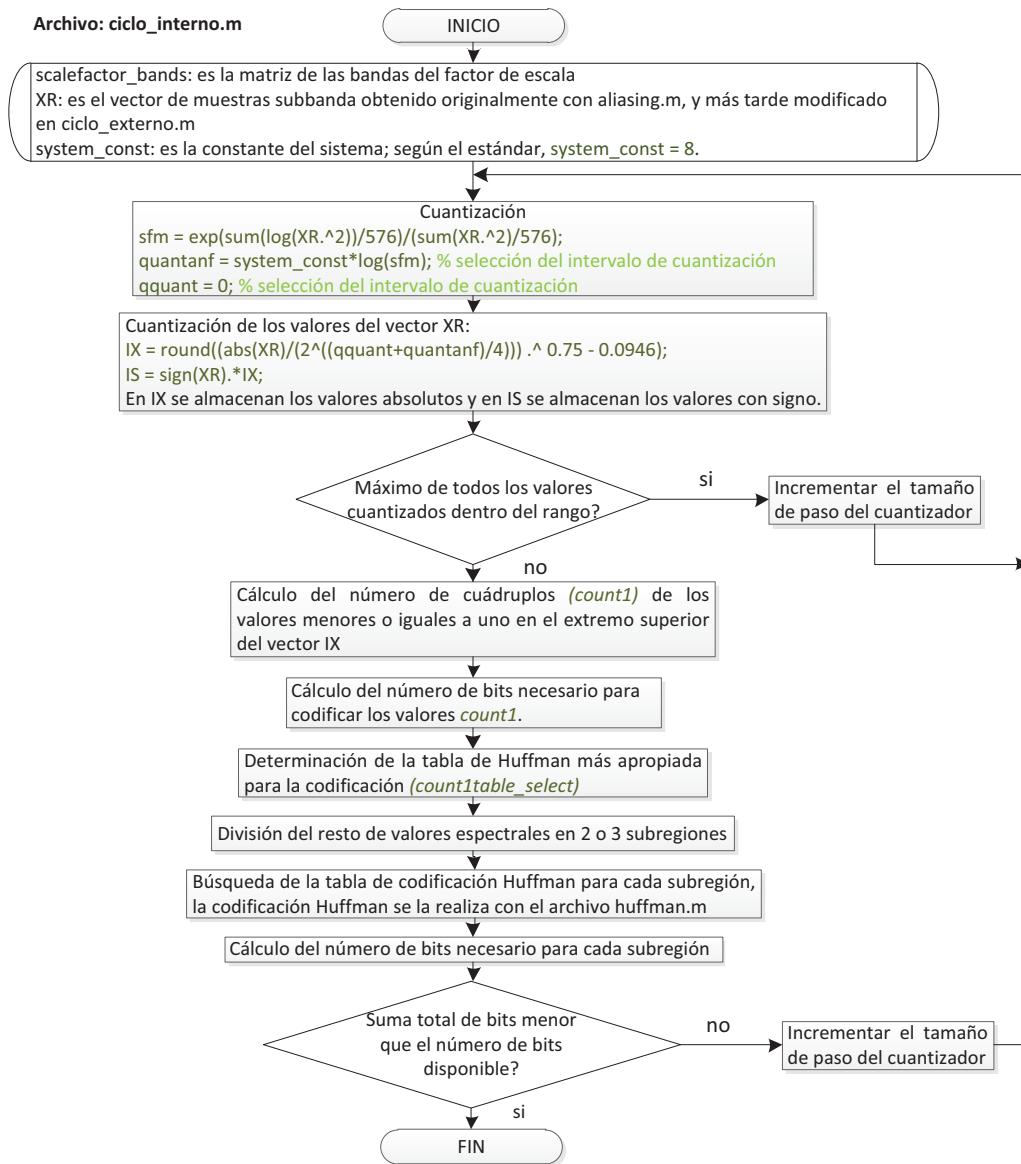 Archivo: ciclo_interno.m
INICIO
scalefactor_bands: es la matriz de las bandas del factor de escala
XR: es el vector de muestras subbanda obtenido originalmente con aliasing.m, y más tarde modificado
en ciclo_externo.m
system_const: es la constante del sistema; según el estándar, system_const = 8.
Cuantización
sfm = exp(sum(log(XR.^2))/576)/(sum(XR.^2)/576);
quantanf = system_const*log(sfm); % selección del intervalo de cuantización
qquant = 0; % selección del intervalo de cuantización
Cuantización de los valores del vector XR:
IX = round((abs(XR)/(2^((qquant+quantanf)/4))) .^ 0.75 - 0.0946);
IS = sign(XR).*IX;
En IX se almacenan los valores absolutos y en IS se almacenan los valores con signo.
Máximo de todos los valores
cuantizados dentro del rango?
si
Incrementar el tamaño
de paso del cuantizador
no
Cálculo del número de cuádruplos (count1) de los
valores menores o iguales a uno en el extremo superior
del vector IX
Cálculo del número de bits necesario para
codificar los valores count1.
Determinación de la tabla de Huffman más apropiada
para la codificación (count1table_select)
División del resto de valores espectrales en 2 o 3 subregiones
Búsqueda de la tabla de codificación Huffman para cada subregión,
la codificación Huffman se la realiza con el archivo huffman.m
Cálculo del número de bits necesario para cada subregión
Suma total de bits menor
que el número de bits
disponible?
no
Incrementar el tamaño
de paso del cuantizador
si
FIN